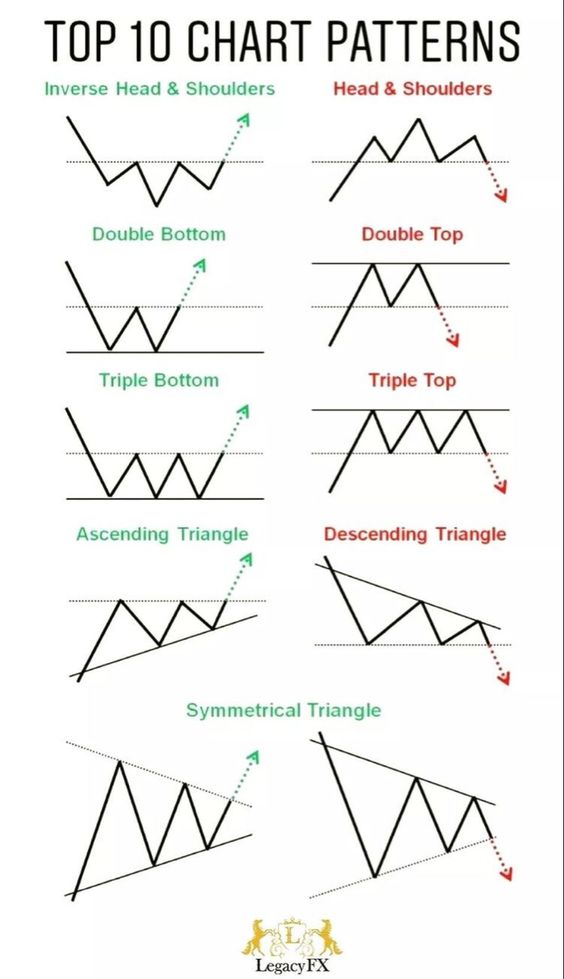 TOP 10 CHART PATTERNS
Inverse Head & Shoulders
Head & Shoulders
Double Bottom
Double Top
Triple Bottom
Triple Top
Ascending Triangle
Descending Triangle
Symmetrical Triangle
L
LegacyFX